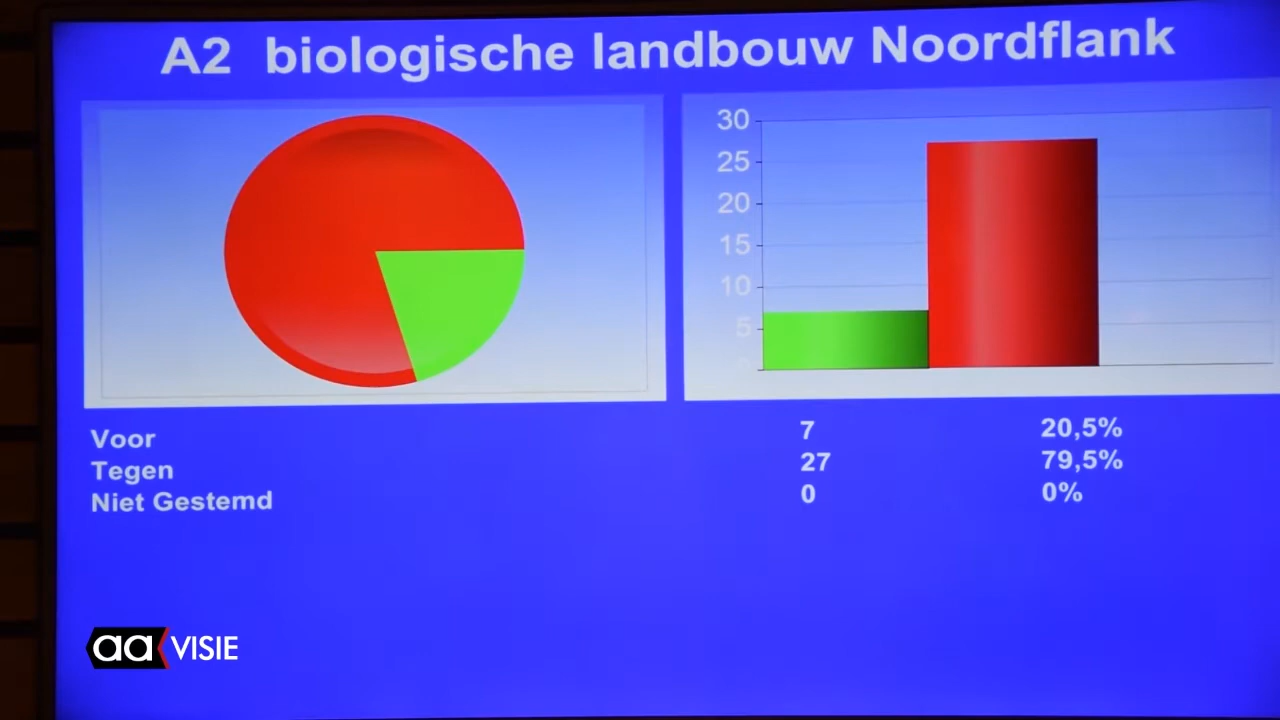 A2 biologische landbouw Noordflank
30
25
20
15
10
5
Voor 7 20,5%
Tegen 27 79,5%
Niet Gestemd 0 0%
aa VISIE